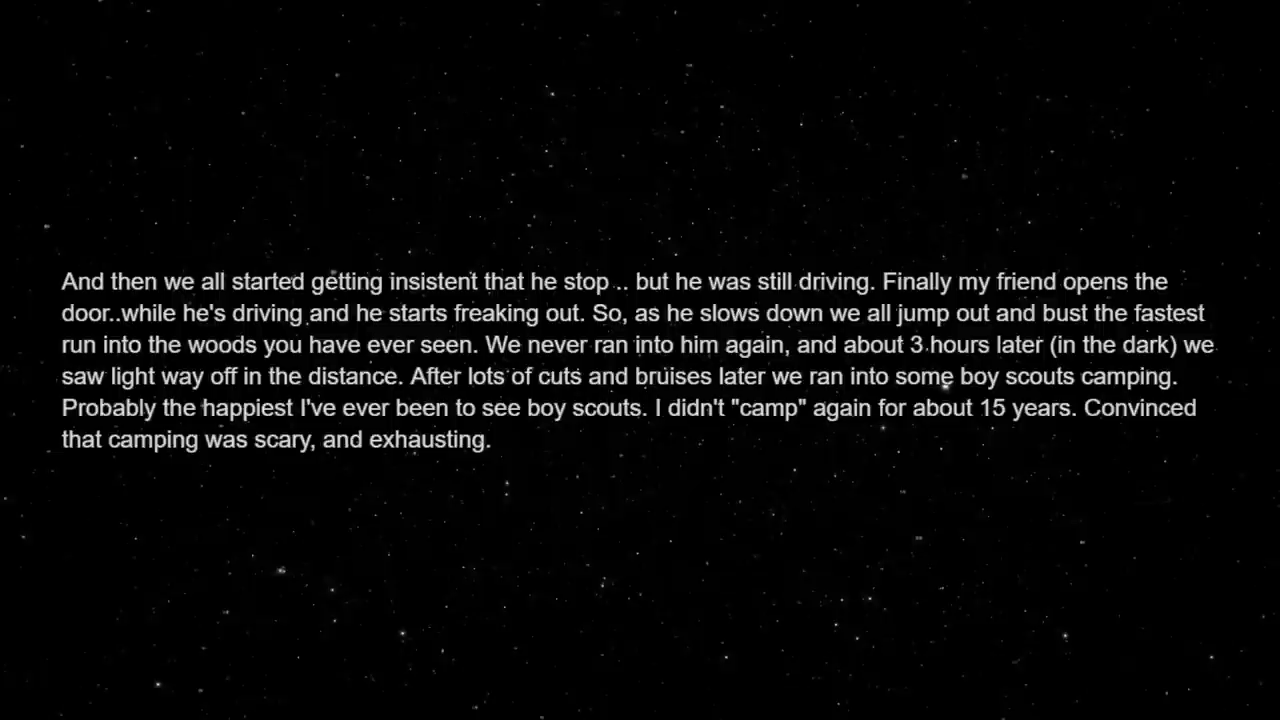 And then we all started getting insistent that he stop .. but he was still driving. Finally my friend opens the
door..while he's driving and he starts freaking out. So, as he slows down we all jump out and bust the fastest
run into the woods you have ever seen. We never ran into him again, and about 3 hours later (in the dark) we
saw light way off in the distance. After lots of cuts and bruises later we ran into some boy scouts camping.
Probably the happiest I've ever been to see boy scouts. I didn't "camp" again for about 15 years. Convinced
that camping was scary, and exhausting.